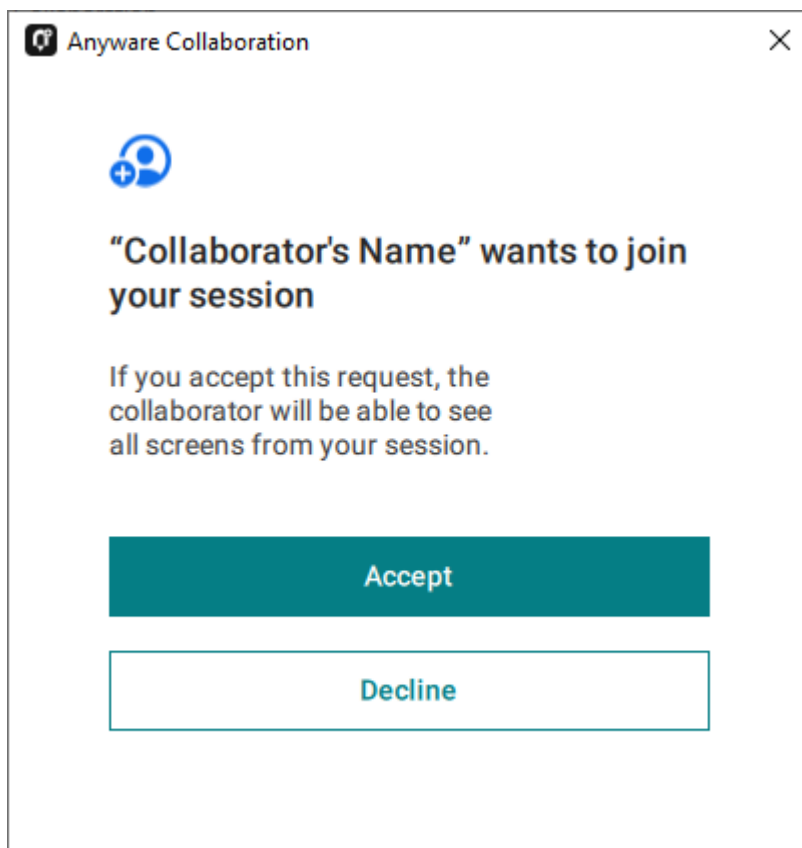 Anyware Collaboration
“Collaborator's Name” wants to join
your session
If you accept this request, the
collaborator will be able to see
all screens from your session.
Accept
Decline